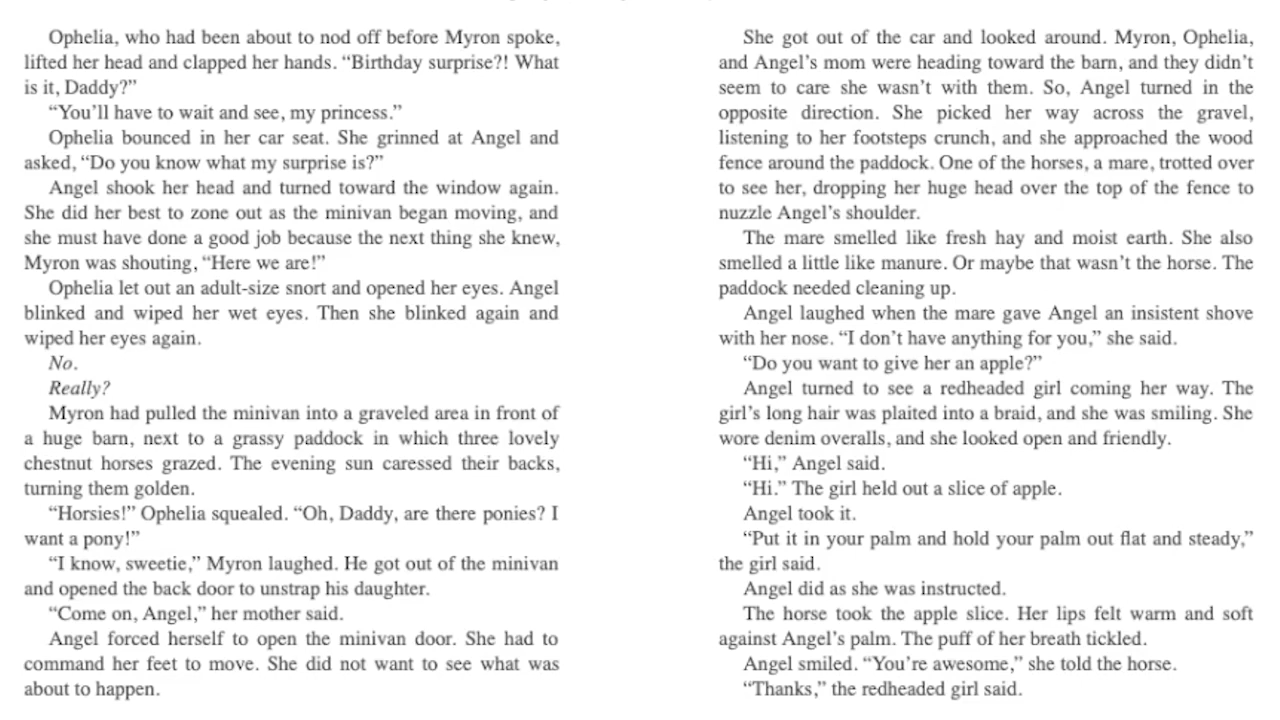 Ophelia, who had been about to nod off before Myron spoke,
lifted her head and clapped her hands. “Birthday surprise?! What
is it, Daddy?”
“You’ll have to wait and see, my princess.”
Ophelia bounced in her car seat. She grinned at Angel and
asked, “Do you know what my surprise is?”
Angel shook her head and turned toward the window again.
She did her best to zone out as the minivan began moving, and
she must have done a good job because the next thing she knew,
Myron was shouting, “Here we are!”
Ophelia let out an adult-size snort and opened her eyes. Angel
blinked and wiped her wet eyes. Then she blinked again and
wiped her eyes again.
No.
Really?
Myron had pulled the minivan into a graveled area in front of
a huge barn, next to a grassy paddock in which three lovely
chestnut horses grazed. The evening sun caressed their backs,
turning them golden.
“Horsies!” Ophelia squealed. “Oh, Daddy, are there ponies? I
want a pony!”
“I know, sweetie,” Myron laughed. He got out of the minivan
and opened the back door to unstrap his daughter.
“Come on, Angel,” her mother said.
Angel forced herself to open the minivan door. She had to
command her feet to move. She did not want to see what was
about to happen.
She got out of the car and looked around. Myron, Ophelia,
and Angel’s mom were heading toward the barn, and they didn’t
seem to care she wasn’t with them. So, Angel turned in the
opposite direction. She picked her way across the gravel,
listening to her footsteps crunch, and she approached the wood
fence around the paddock. One of the horses, a mare, trotted over
to see her, dropping her huge head over the top of the fence to
nuzzle Angel’s shoulder.
The mare smelled like fresh hay and moist earth. She also
smelled a little like manure. Or maybe that wasn’t the horse. The
paddock needed cleaning up.
Angel laughed when the mare gave Angel an insistent shove
with her nose. “I don’t have anything for you,” she said.
“Do you want to give her an apple?”
Angel turned to see a redheaded girl coming her way. The
girl’s long hair was plaited into a braid, and she was smiling. She
wore denim overalls, and she looked open and friendly.
“Hi,” Angel said.
“Hi.” The girl held out a slice of apple.
Angel took it.
“Put it in your palm and hold your palm out flat and steady,”
the girl said.
Angel did as she was instructed.
The horse took the apple slice. Her lips felt warm and soft
against Angel’s palm. The puff of her breath tickled.
Angel smiled. “You’re awesome,” she told the horse.
“Thanks,” the redheaded girl said.